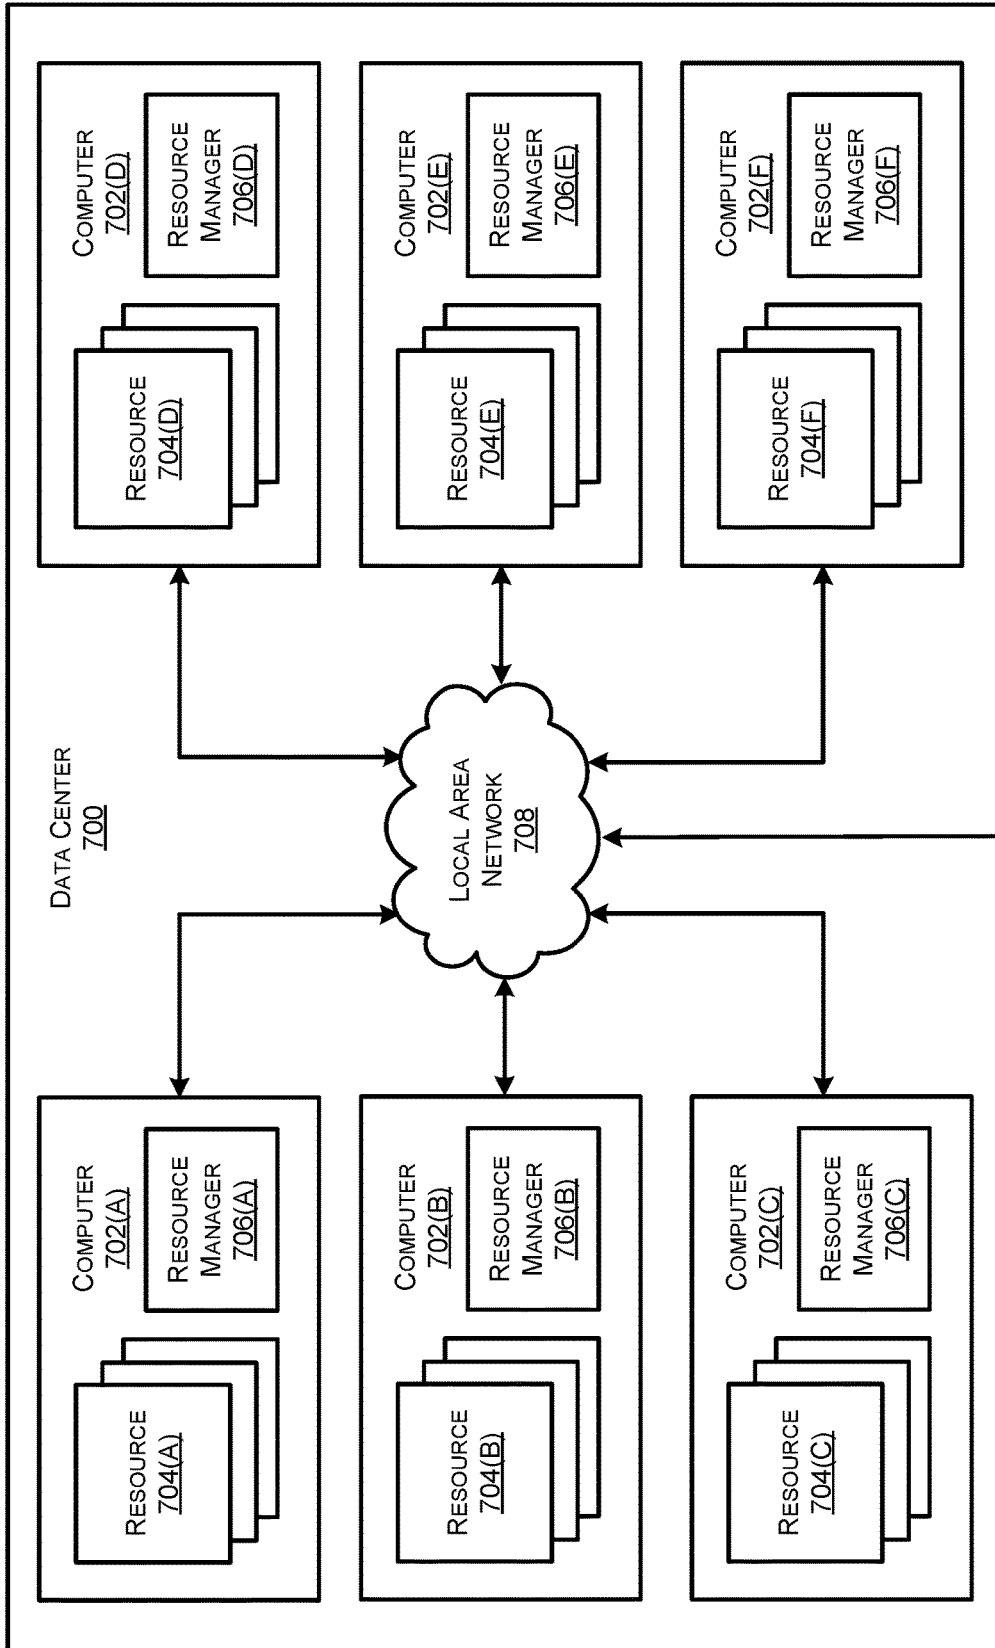 DATA CENTER
700
COMPUTER
702(A)
RESOURCE
704(A)
RESOURCE
MANAGER
706(A)
COMPUTER
702(B)
RESOURCE
704(B)
RESOURCE
MANAGER
706(B)
COMPUTER
702(C)
RESOURCE
704(C)
RESOURCE
MANAGER
706(C)
LOCAL AREA
NETWORK
708
COMPUTER
702(D)
RESOURCE
704(D)
RESOURCE
MANAGER
706(D)
COMPUTER
702(E)
RESOURCE
704(E)
RESOURCE
MANAGER
706(E)
COMPUTER
702(F)
RESOURCE
704(F)
RESOURCE
MANAGER
706(F)